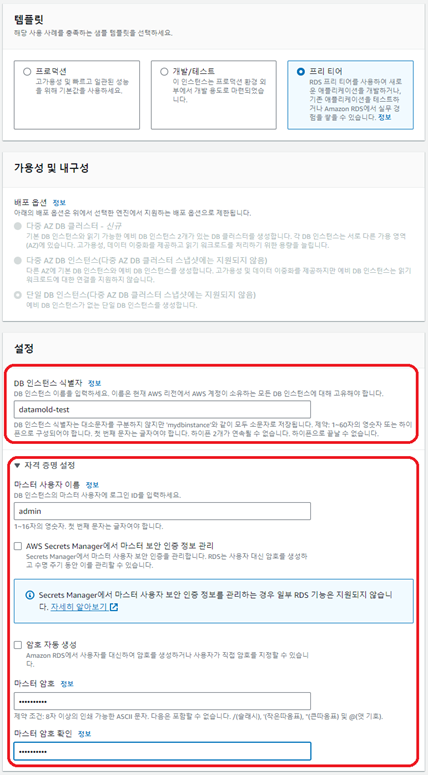 템플릿
해당 사용 사례를 충족하는 샘플 템플릿을 선택하세요.
프로덕션
고가용성 및 빠르고 일관된 성능
을 위해 기본값을 사용하세요.
개발/테스트
이 인스턴스는 프로덕션 환경 외
부에서 개발 용도로 마련되었습
니다.
프리 티어
RDS 프리 티어를 사용하여 새로
운 애플리케이션을 개발하거나,
기존 애플리케이션을 테스트하
거나 Amazon RDS에서 실무 경
험을 쌓을 수 있습니다. 정보
가용성 및 내구성
배포 옵션 정보
아래의 배포 옵션은 위에서 선택한 엔진에서 지원하는 배포 옵션으로 제한됩니다.
다중 AZ DB 클러스터 - 신규
기본 DB 인스턴스와 읽기 가능한 예비 DB 인스턴스 2개가 있는 DB 클러스터를 생성합니다. 각 DB 인스턴스는 서로 다른 가용 영역
(AZ)에 있습니다. 고가용성, 데이터 이중화를 제공하고 읽기 워크로드를 처리하기 위한 용량을 늘립니다.
다중 AZ DB 인스턴스(다중 AZ DB 클러스터 스냅샷에는 지원되지 않음)
다른 AZ에 기본 DB 인스턴스와 예비 DB 인스턴스를 생성합니다. 고가용성 및 데이터 이중화를 제공하지만 예비 DB 인스턴스는 읽기
워크로드에 대한 연결을 지원하지 않습니다.
단일 DB 인스턴스(다중 AZ DB 클러스터 스냅샷에는 지원되지 않음)
예비 DB 인스턴스가 없는 단일 DB 인스턴스를 생성합니다.
설정
DB 인스턴스 식별자 정보
DB 인스턴스 이름을 입력하세요. 이름은 현재 AWS 리전에서 AWS 계정이 소유하는 모든 DB 인스턴스에 대해 고유해야 합니다.
datamold-test
DB 인스턴스 식별자는 대소문자를 구분하지 않지만 'mydbinstance'와 같이 모두 소문자로 저장됩니다. 제약: 1~60자의 영숫자 또는 하이
픈으로 구성되어야 합니다. 첫 번째 문자는 글자여야 합니다. 하이픈 2개가 연속될 수 없습니다. 하이픈으로 끝날 수 없습니다.
▼ 자격 증명 설정
마스터 사용자 이름 정보
DB 인스턴스의 마스터 사용자에 로그인 ID를 입력하세요.
admin
1~16자의 영숫자. 첫 번째 문자는 글자여야 합니다.
AWS Secrets Manager에서 마스터 보안 인증 정보 관리
Secrets Manager에서 마스터 사용자 보안 인증을 관리합니다. RDS는 사용자 대신 암호를 생성하
고 수명 주기 동안 이를 관리할 수 있습니다.
Secrets Manager에서 마스터 사용자 보안 인증 정보를 관리하는 경우 일부 RDS 기능은 지원되지 않습니
다. 자세히 알아보기
암호 자동 생성
Amazon RDS에서 사용자를 대신하여 암호를 생성하거나 사용자가 직접 암호를 지정할 수 있습니
다.
마스터 암호 정보
••••••••••
제약 조건: 8자 이상의 인쇄 가능한 ASCII 문자. 다음은 포함할 수 없습니다. /(슬래시), '(작은따옴표), "(큰따옴표) 및 @(앳 기호).
마스터 암호 확인 정보
••••••••••